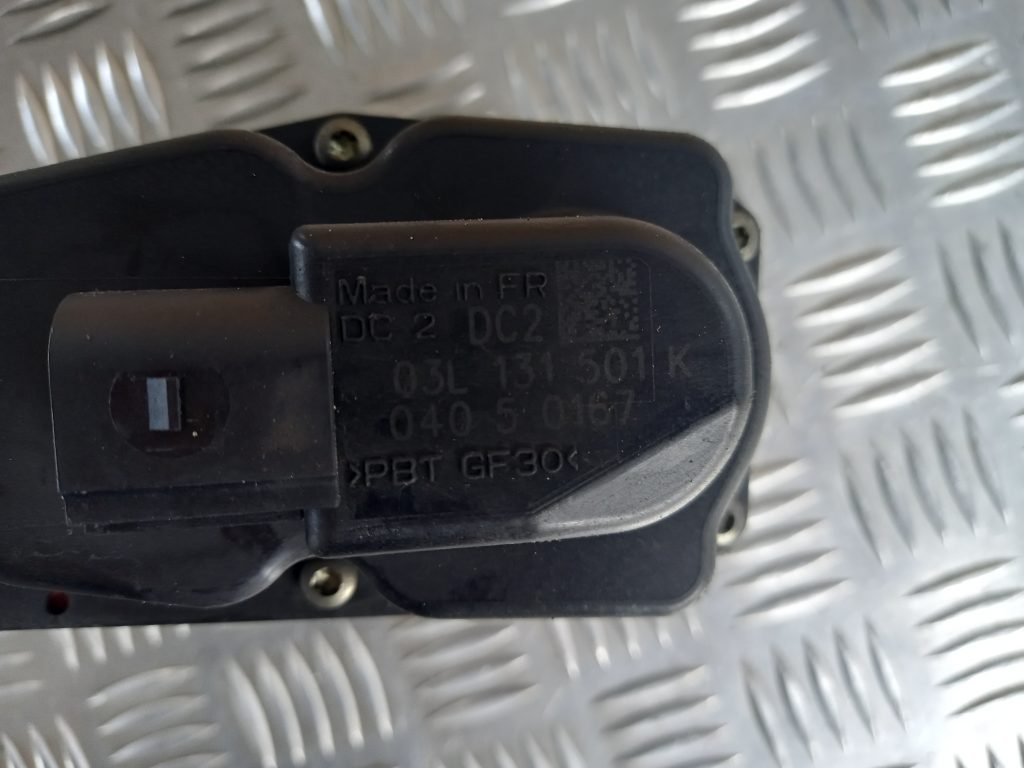 Made in FR
DC 2 DC2
03L 131 501 K
040 5 0167
>PBT GF30<